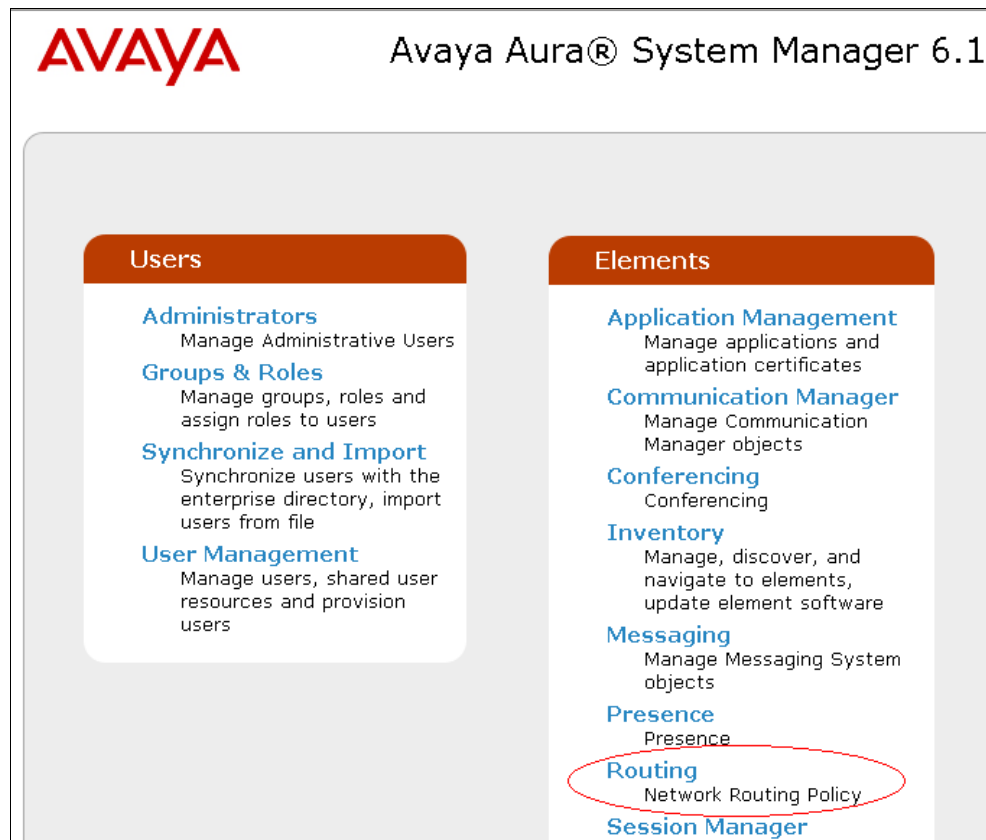 AVAYA
Avaya Aura® System Manager 6.1
Users
Administrators
Manage Administrative Users
Groups & Roles
Manage groups, roles and
assign roles to users
Synchronize and Import
Synchronize users with the
enterprise directory, import
users from file
User Management
Manage users, shared user
resources and provision
users
Elements
Application Management
Manage applications and
application certificates
Communication Manager
Manage Communication
Manager objects
Conferencing
Conferencing
Inventory
Manage, discover, and
navigate to elements,
update element software
Messaging
Manage Messaging System
objects
Presence
Presence
Routing
Network Routing Policy
Session Manager